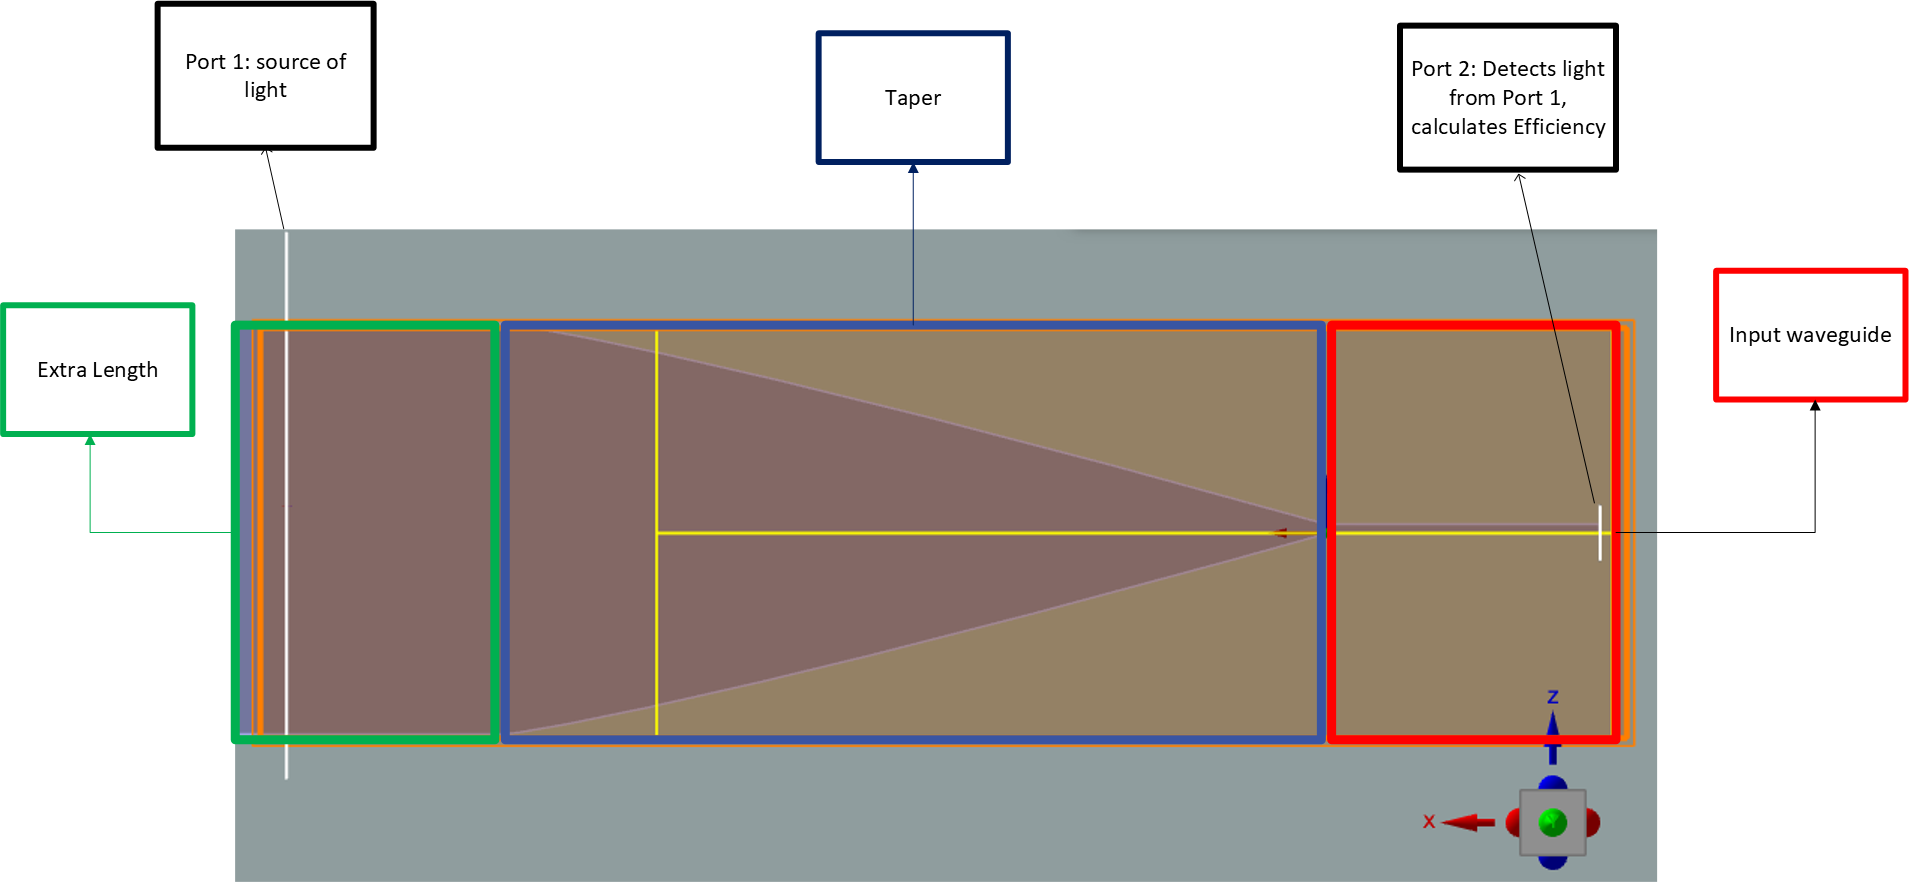 Port 1: source of
light
Taper
Port 2: Detects light
from Port 1,
calculates Efficiency
Extra Length
Input waveguide
Z
X
Y